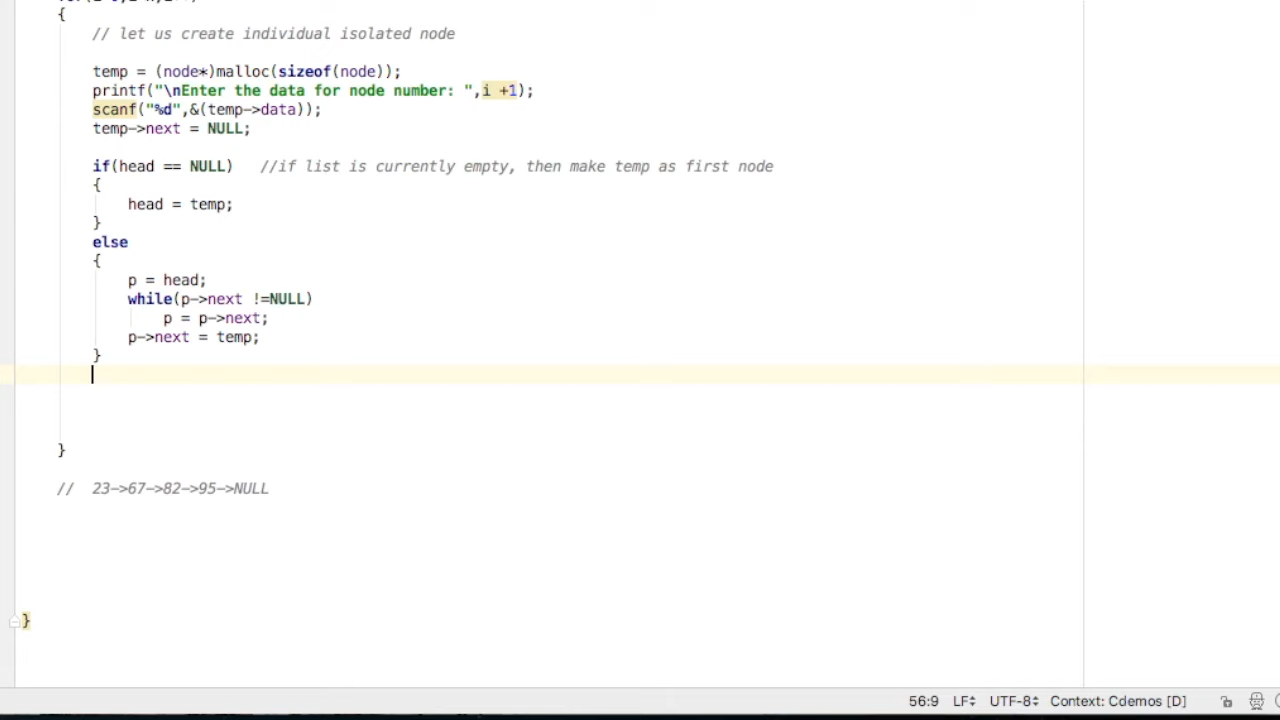 {
// let us create individual isolated node
temp = (node*)malloc(sizeof(node));
printf("\nEnter the data for node number: ",i +1);
scanf("%d",&(temp->data));
temp->next = NULL;
if(head == NULL) //if list is currently empty, then make temp as first node
{
head = temp;
}
else
{
p = head;
while(p->next !=NULL)
p = p->next;
p->next = temp;
}
}
// 23->67->82->95->NULL
}
56:9 LF UTF-8 Context: Cdemos [D]